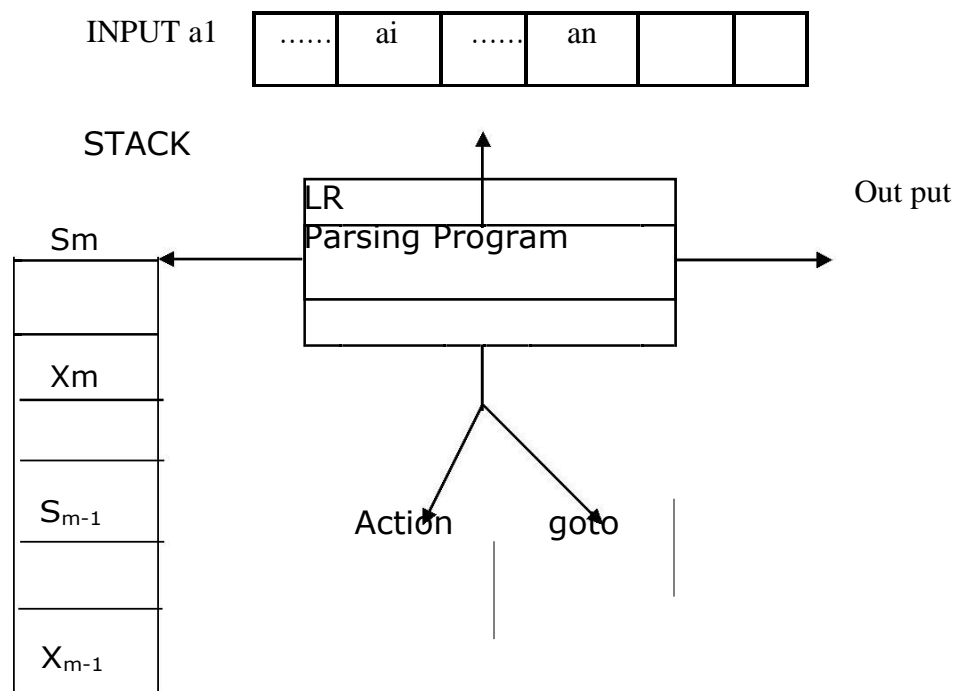 INPUT a1 …… ai …… an
STACK
LR
Parsing Program
Out put
Sm
Xm
Sm-1
Action goto
Xm-1